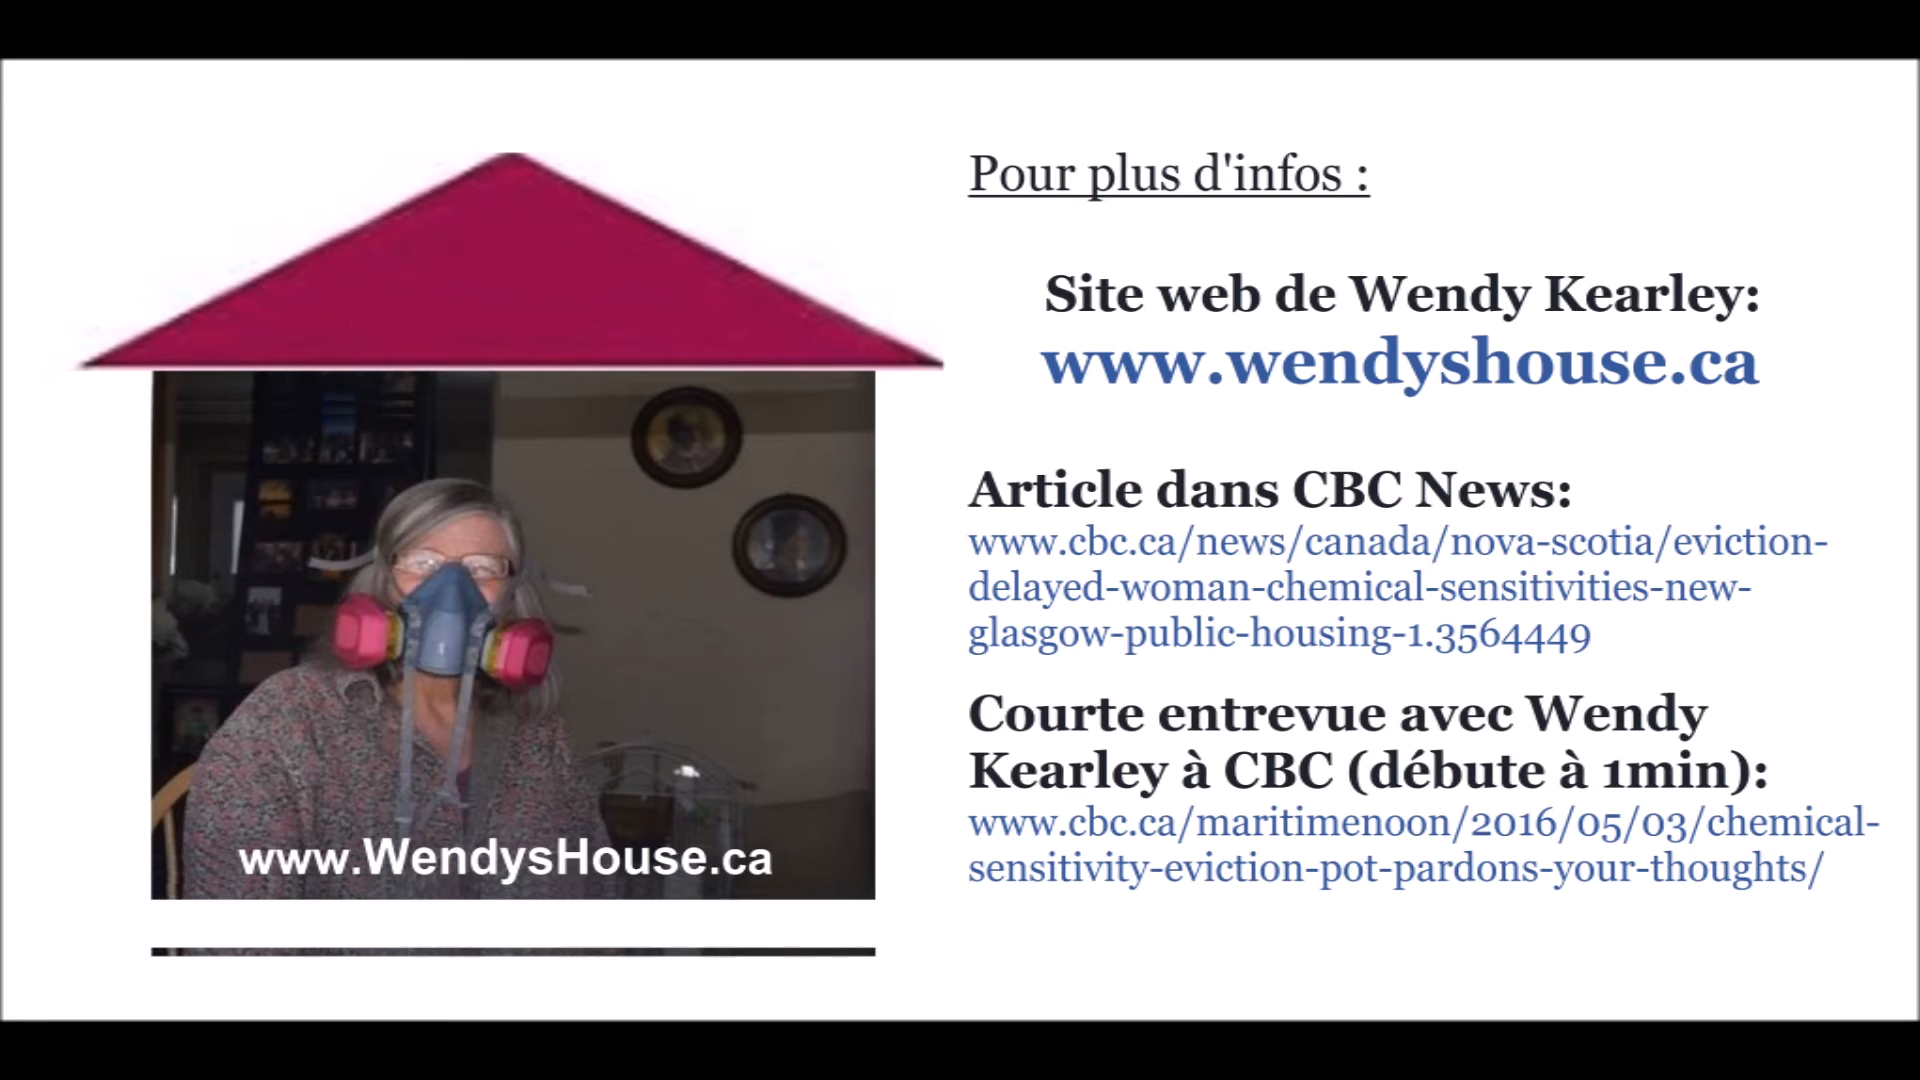 Pour plus d'infos :
Site web de Wendy Kearley:
www.wendyshouse.ca
Article dans CBC News:
www.cbc.ca/news/canada/nova-scotia/eviction-
delayed-woman-chemical-sensitivities-new-
glasgow-public-housing-1.3564449
Courte entrevue avec Wendy
Kearley à CBC (débute à 1min):
www.cbc.ca/maritimenoon/2016/05/03/chemical-
sensitivity-eviction-pot-pardons-your-thoughts/
www.WendysHouse.ca